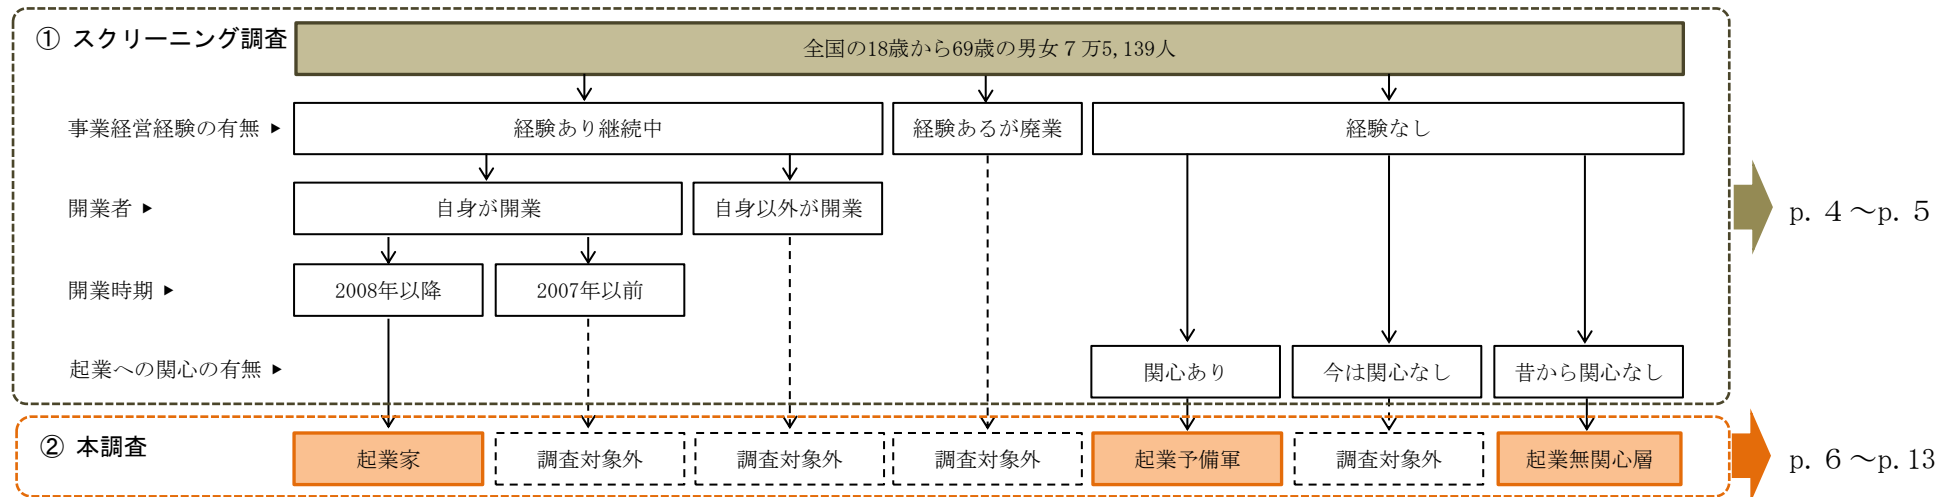 ① スクリーニング調査
全国の18歳から69歳の男女７万5,139人
事業経営経験の有無 ▶
経験あり継続中
経験あるが廃業
経験なし
開業者 ▶
自身が開業
自身以外が開業
p. 4～p. 5
開業時期 ▶
2008年以降
2007年以前
起業への関心の有無 ▶
関心あり
今は関心なし
昔から関心なし
② 本調査
起業家
調査対象外
調査対象外
調査対象外
起業予備軍
調査対象外
起業無関心層
p. 6～p. 13